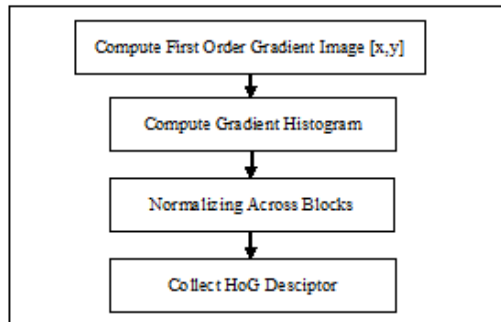 Compute First Order Gradient Image [x,y]
Compute Gradient Histogram
Normalizing Across Blocks
Collect HoG Desciptor